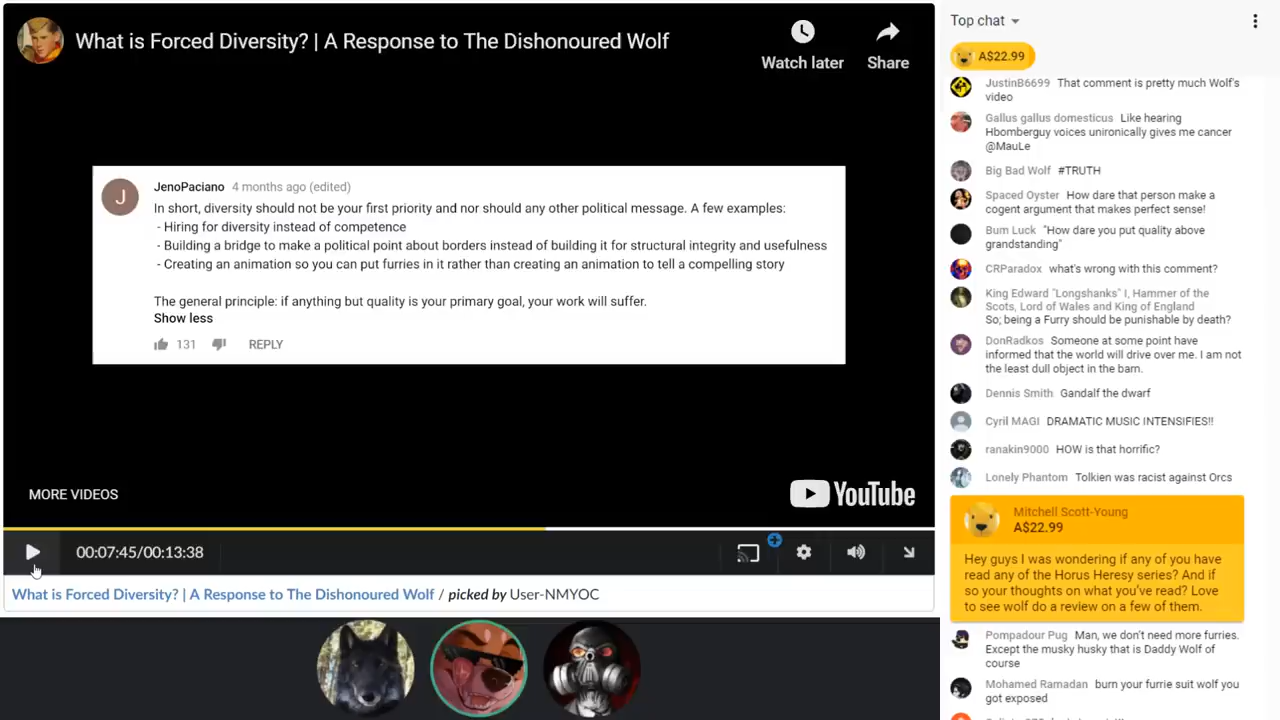 What is Forced Diversity? | A Response to The Dishonoured Wolf
Watch later
Share
J
JenoPaciano 4 months ago (edited)
In short, diversity should not be your first priority and nor should any other political message. A few examples:
- Hiring for diversity instead of competence
- Building a bridge to make a political point about borders instead of building it for structural integrity and usefulness
- Creating an animation so you can put furries in it rather than creating an animation to tell a compelling story
The general principle: if anything but quality is your primary goal, your work will suffer.
Show less
131 REPLY
MORE VIDEOS
YouTube
00:07:45/00:13:38
What is Forced Diversity? | A Response to The Dishonoured Wolf / picked by User-NMYOC
Top chat
A$22.99
JustinB6699 That comment is pretty much Wolf's
video
Gallus gallus domesticus Like hearing
Hbomberguy voices unironically gives me cancer
@MauLe
Big Bad Wolf #TRUTH
Spaced Oyster How dare that person make a
cogent argument that makes perfect sense!
Bum Luck "How dare you put quality above
grandstanding"
CRParadox what's wrong with this comment?
King Edward "Longshanks" I, Hammer of the
Scots, Lord of Wales and King of England
So; being a Furry should be punishable by death?
DonRadkos Someone at some point have
informed that the world will drive over me. I am not
the least dull object in the barn.
Dennis Smith Gandalf the dwarf
Cyril MAGI DRAMATIC MUSIC INTENSIFIES!!
ranakin9000 HOW is that horrific?
Lonely Phantom Tolkien was racist against Orcs
Mitchell Scott-Young
A$22.99
Hey guys I was wondering if any of you have
read any of the Horus Heresy series? And if
so your thoughts on what you've read? Love
to see wolf do a review on a few of them.
Pompadour Pug Man, we don't need more furries.
Except the musky husky that is Daddy Wolf of
course
Mohamed Ramadan burn your furrie suit wolf you
got exposed